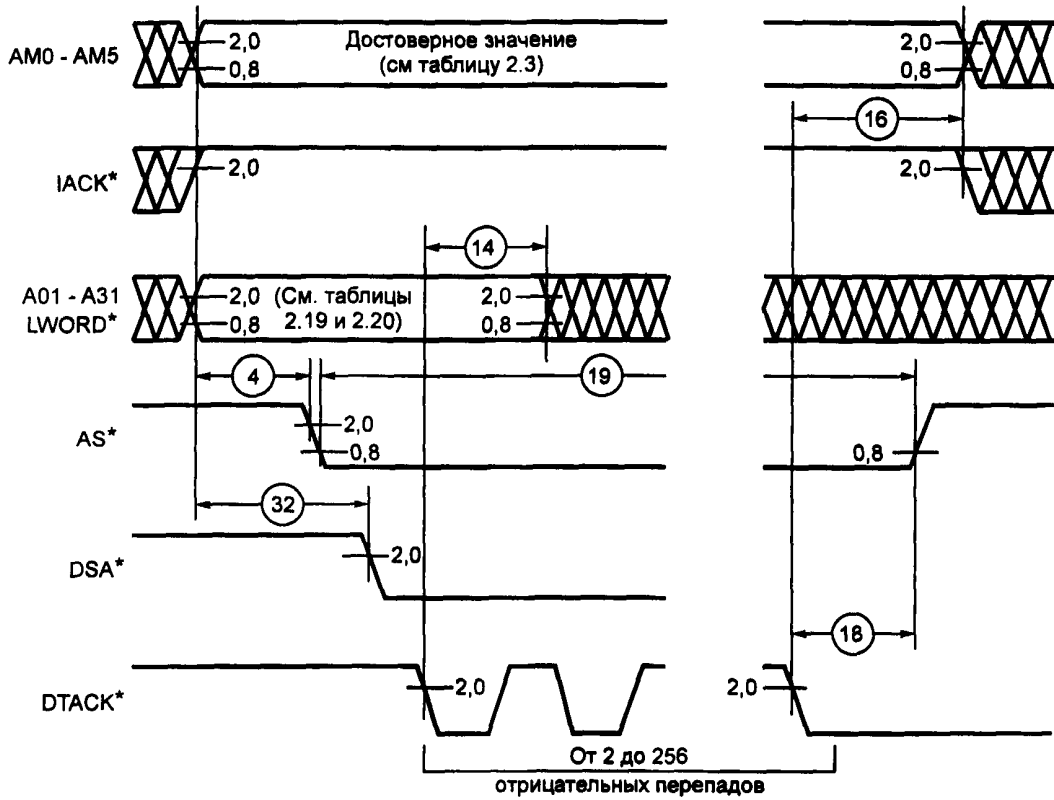 AM0 - AM5
2,0
0,8
Достоверное значение
(см таблицу 2.3)
2,0
0,8
16
IACK*
2,0
2,0
14
A01 - A31
LWORD*
2,0
0,8
(См. таблицы
2.19 и 2.20)
2,0
0,8
4
19
AS*
2,0
0,8
0,8
32
DSA*
2,0
18
DTACK*
2,0
2,0
От 2 до 256
отрицательных перепадов